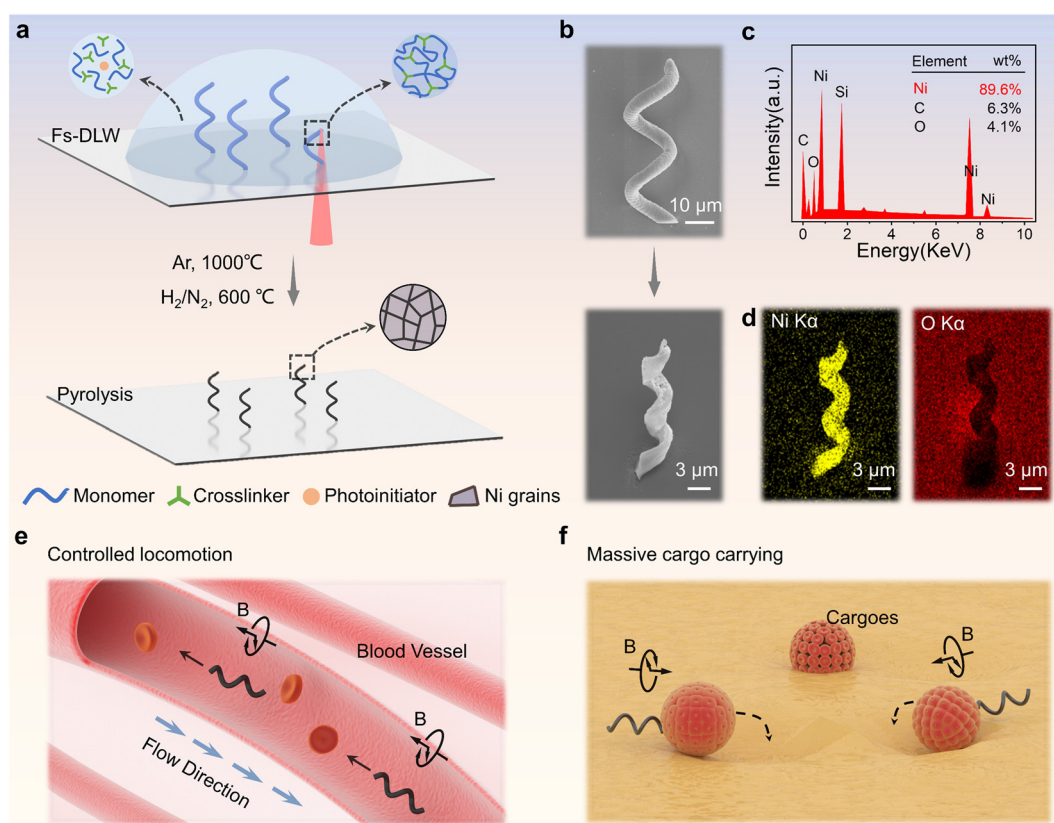 a
Fs-DLW
Ar, 1000℃
H₂/N₂, 600 ℃
Pyrolysis
Monomer
Crosslinker
Photoinitiator
Ni grains
b
10 μm
3 μm
c
Intensity(a.u.)
C
O
Ni
Si
Ni
Ni
Element wt%
Ni 89.6%
C 6.3%
O 4.1%
0 2 4 6 8 10
Energy(KeV)
d
Ni Kα
3 μm
O Kα
3 μm
e
Controlled locomotion
B
Blood Vessel
B
Flow Direction
f
Massive cargo carrying
Cargoes
B
B